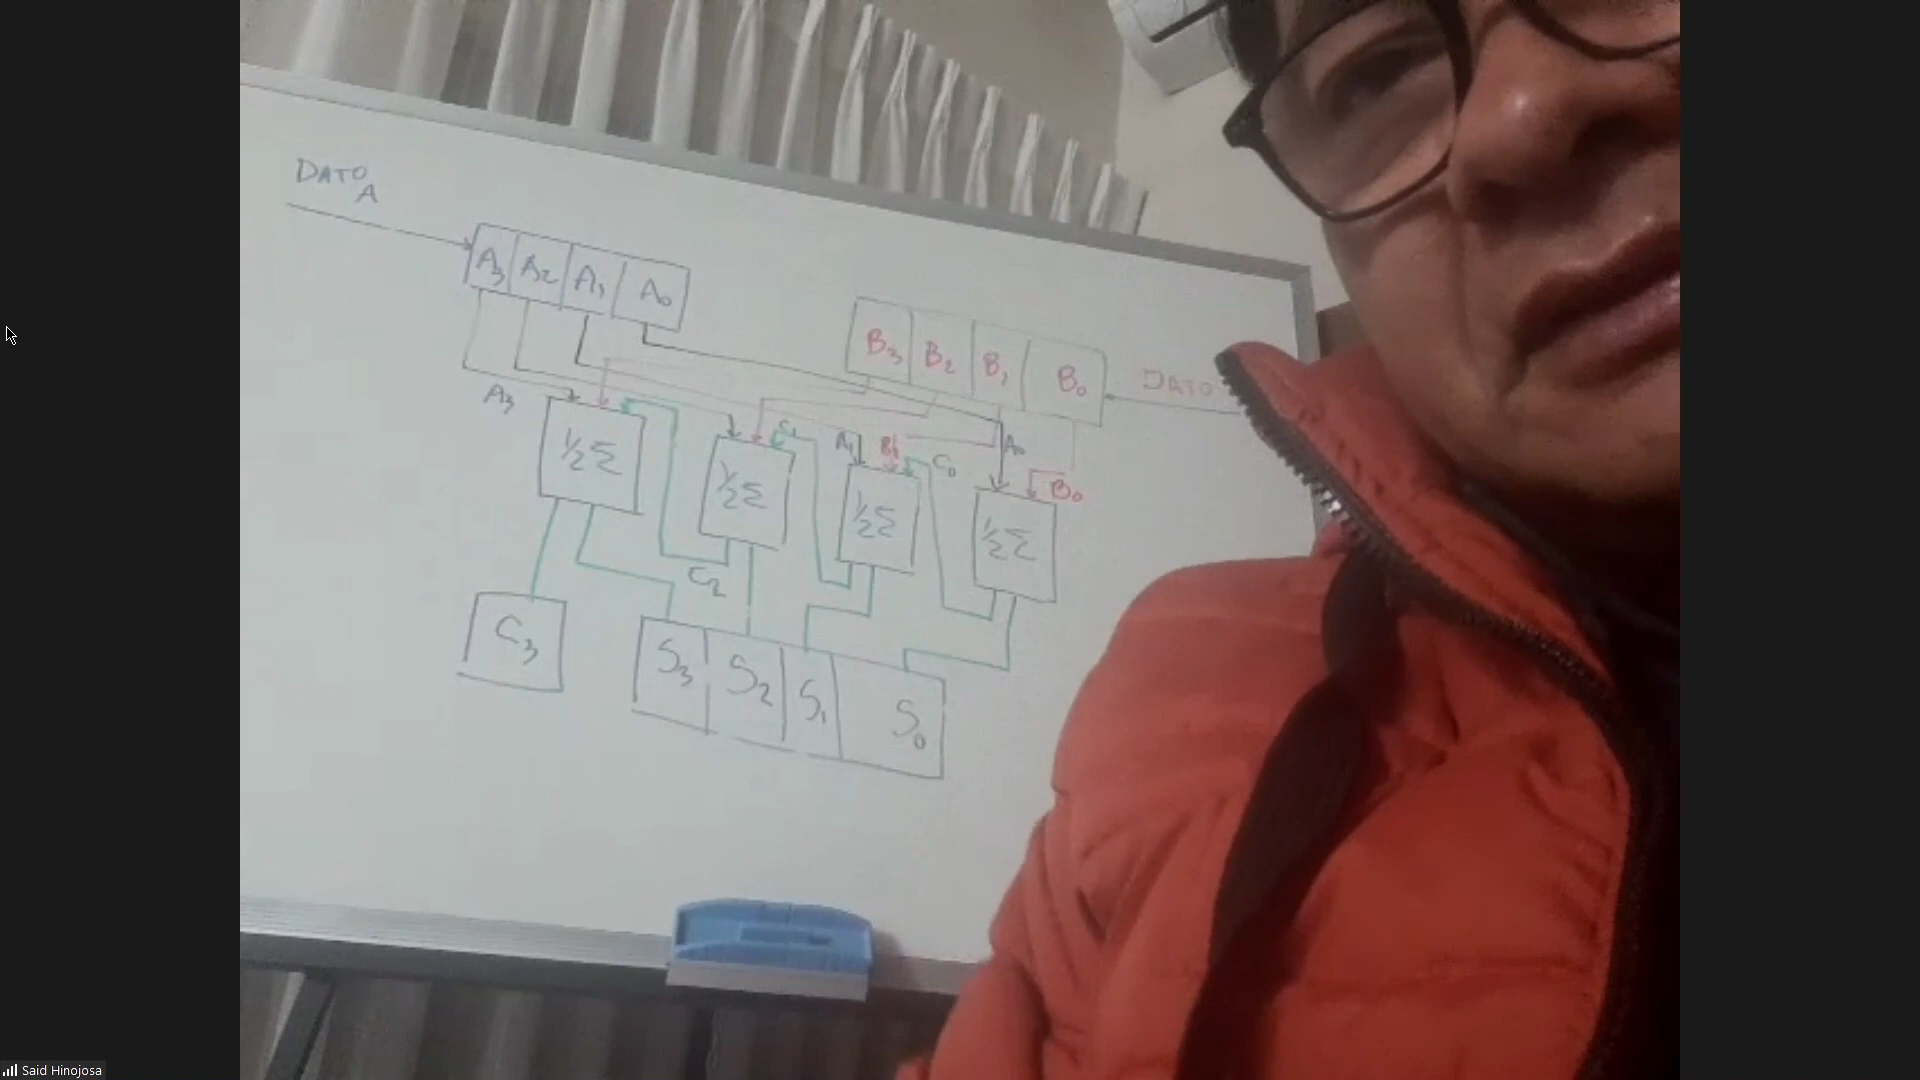 DATO
A
A3 A2 A1 A0
B3 B2 B1 B0
DATO
A3
C1
A1
B1
C0
A0
B0
1/2Σ
1/2Σ
1/2Σ
1/2Σ
C2
C3
S3 S2 S1 S0
Said Hinojosa